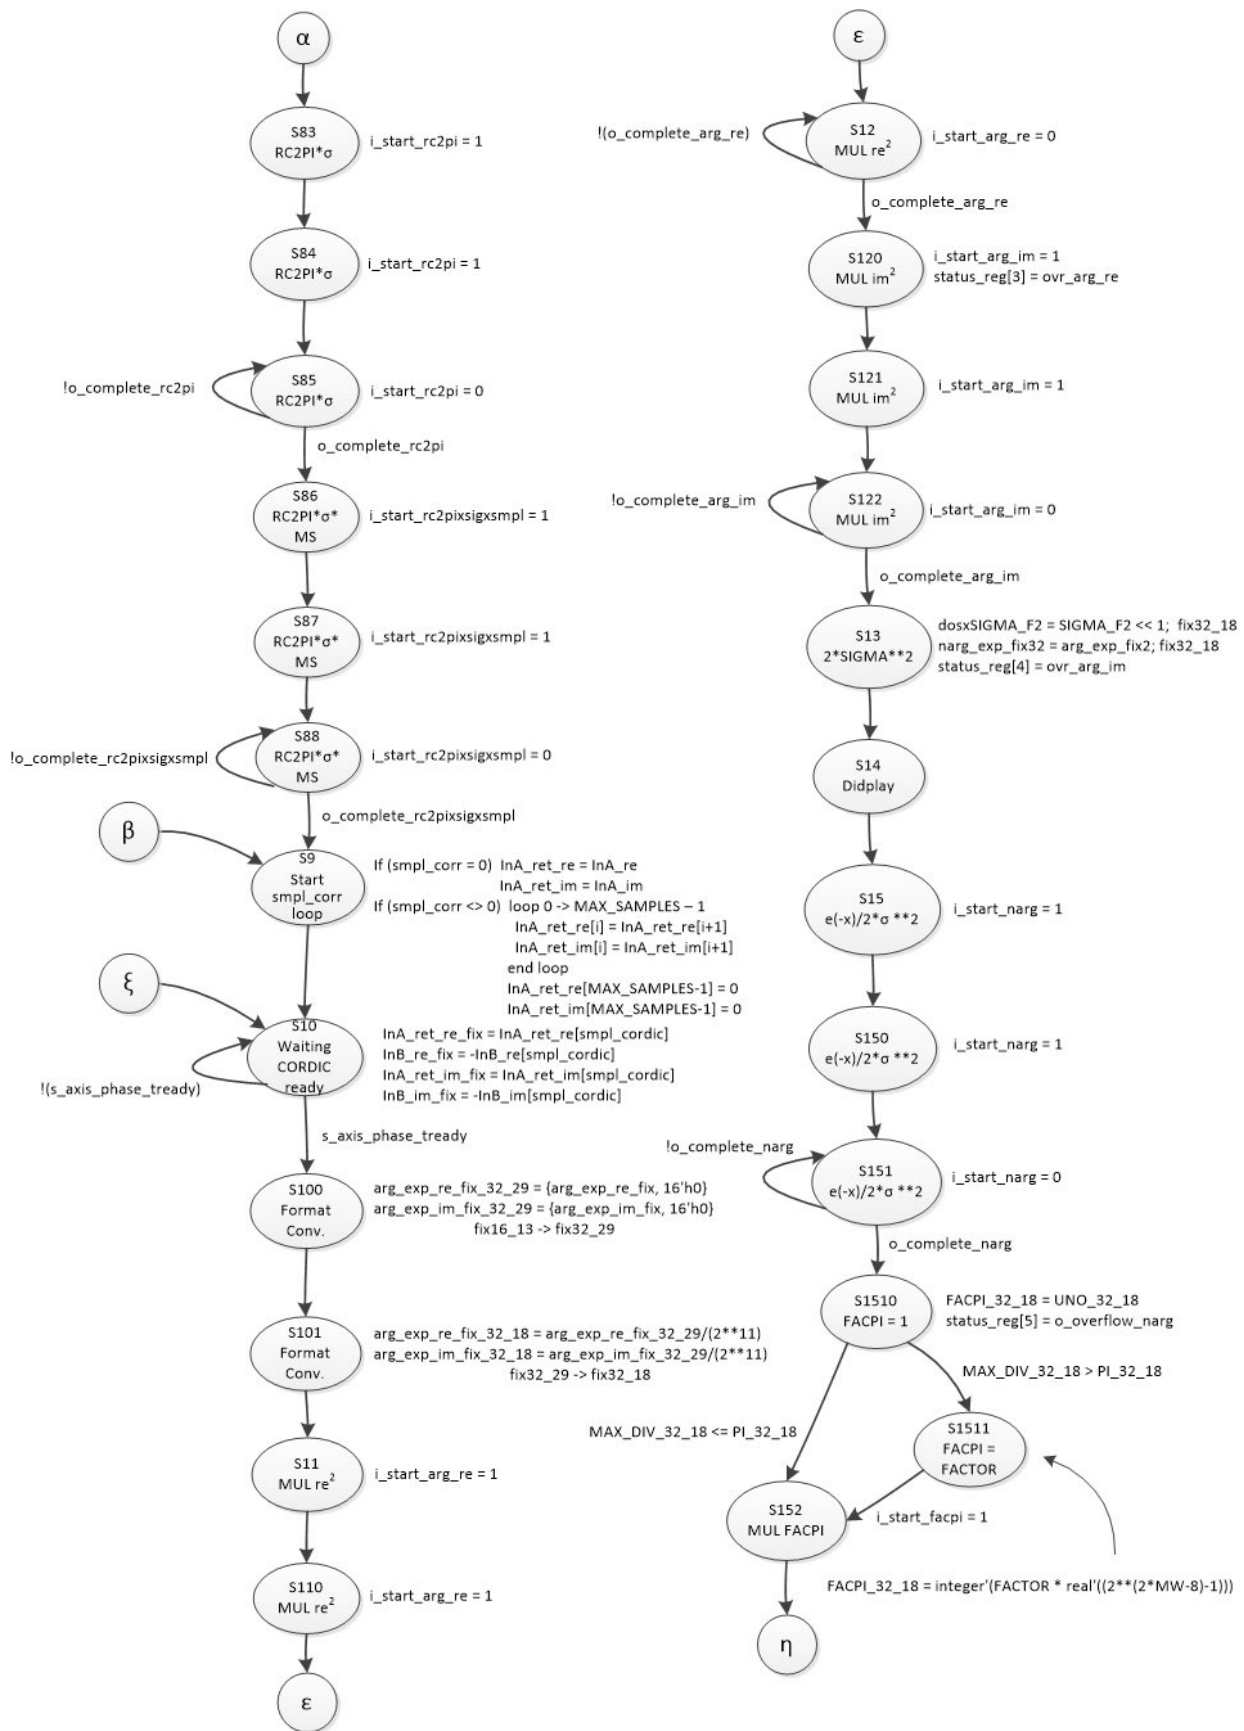 α
S83
RC2PI*σ
i_start_rc2pi = 1
S84
RC2PI*σ
i_start_rc2pi = 1
!o_complete_rc2pi
S85
RC2PI*σ
i_start_rc2pi = 0
o_complete_rc2pi
S86
RC2PI*σ*
MS
i_start_rc2pixsigxsmpl = 1
S87
RC2PI*σ*
MS
i_start_rc2pixsigxsmpl = 1
!o_complete_rc2pixsigxsmpl
S88
RC2PI*σ*
MS
i_start_rc2pixsigxsmpl = 0
o_complete_rc2pixsigxsmpl
β
S9
Start
smpl_corr
loop
If (smpl_corr = 0) InA_ret_re = InA_re
InA_ret_im = InA_im
If (smpl_corr <> 0) loop 0 -> MAX_SAMPLES – 1
InA_ret_re[i] = InA_ret_re[i+1]
InA_ret_im[i] = InA_ret_im[i+1]
end loop
InA_ret_re[MAX_SAMPLES-1] = 0
InA_ret_im[MAX_SAMPLES-1] = 0
ξ
S10
Waiting
CORDIC
ready
InA_ret_re_fix = InA_ret_re[smpl_cordic]
InB_re_fix = -InB_re[smpl_cordic]
InA_ret_im_fix = InA_ret_im[smpl_cordic]
InB_im_fix = -InB_im[smpl_cordic]
!(s_axis_phase_tready)
s_axis_phase_tready
S100
Format
Conv.
arg_exp_re_fix_32_29 = {arg_exp_re_fix, 16'h0}
arg_exp_im_fix_32_29 = {arg_exp_im_fix, 16'h0}
fix16_13 -> fix32_29
S101
Format
Conv.
arg_exp_re_fix_32_18 = arg_exp_re_fix_32_29/(2**11)
arg_exp_im_fix_32_18 = arg_exp_im_fix_32_29/(2**11)
fix32_29 -> fix32_18
S11
MUL re²
i_start_arg_re = 1
S110
MUL re²
i_start_arg_re = 1
ε
ε
!(o_complete_arg_re)
S12
MUL re²
i_start_arg_re = 0
o_complete_arg_re
S120
MUL im²
i_start_arg_im = 1
status_reg[3] = ovr_arg_re
S121
MUL im²
i_start_arg_im = 1
!o_complete_arg_im
S122
MUL im²
i_start_arg_im = 0
o_complete_arg_im
S13
2*SIGMA**2
dosxSIGMA_F2 = SIGMA_F2 << 1; fix32_18
narg_exp_fix32 = arg_exp_fix2; fix32_18
status_reg[4] = ovr_arg_im
S14
Didplay
S15
e(-x)/2*σ **2
i_start_narg = 1
S150
e(-x)/2*σ **2
i_start_narg = 1
!o_complete_narg
S151
e(-x)/2*σ **2
i_start_narg = 0
o_complete_narg
S1510
FACPI = 1
FACPI_32_18 = UNO_32_18
status_reg[5] = o_overflow_narg
MAX_DIV_32_18 > PI_32_18
MAX_DIV_32_18 <= PI_32_18
S1511
FACPI =
FACTOR
S152
MUL FACPI
i_start_facpi = 1
FACPI_32_18 = integer'(FACTOR * real'((2**(2*MW-8)-1)))
η